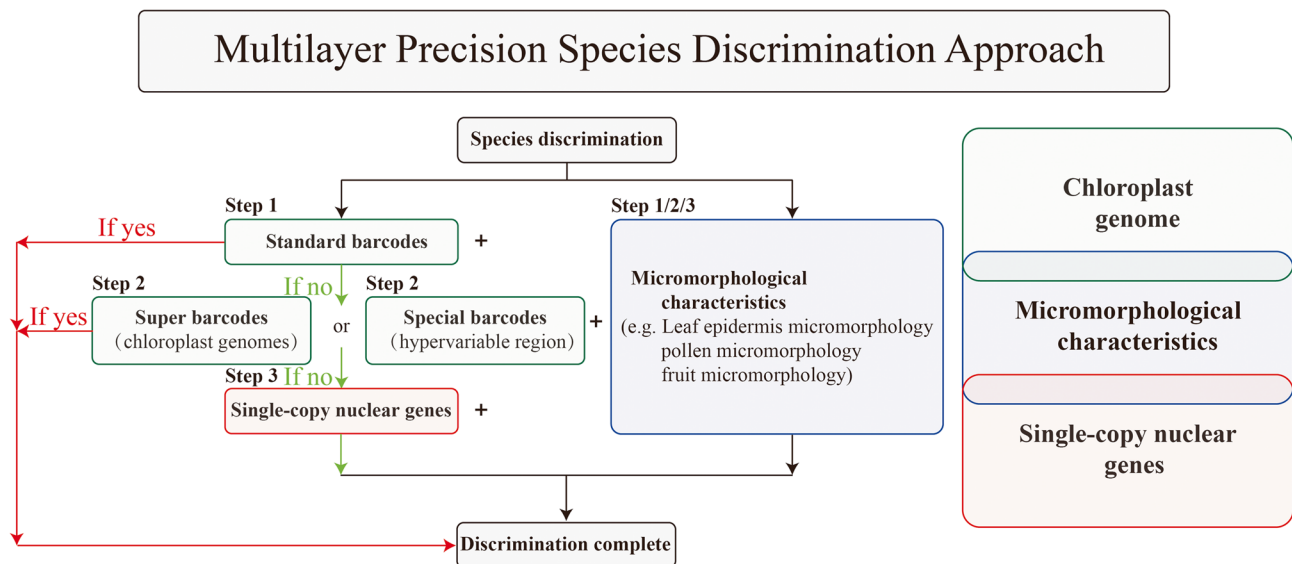 Multilayer Precision Species Discrimination Approach
Species discrimination
Step 1
If yes
Standard barcodes
+
If no
Step 2
If yes
Super barcodes
（chloroplast genomes）
or
Step 2
Special barcodes
（hypervariable region）
+
Step 3
If no
Single-copy nuclear genes
+
Step 1/2/3
Micromorphological
characteristics
(e.g. Leaf epidermis micromorphology
pollen micromorphology
fruit micromorphology)
Discrimination complete
Chloroplast
genome
Micromorphological
characteristics
Single-copy nuclear
genes